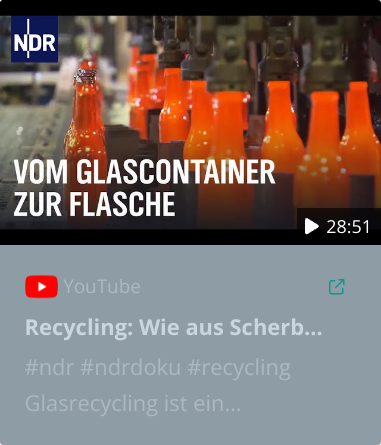 NDR
VOM GLASCONTAINER
ZUR FLASCHE
28:51
YouTube
Recycling: Wie aus Scherb...
#ndr #ndrdoku #recycling
Glasrecycling ist ein...